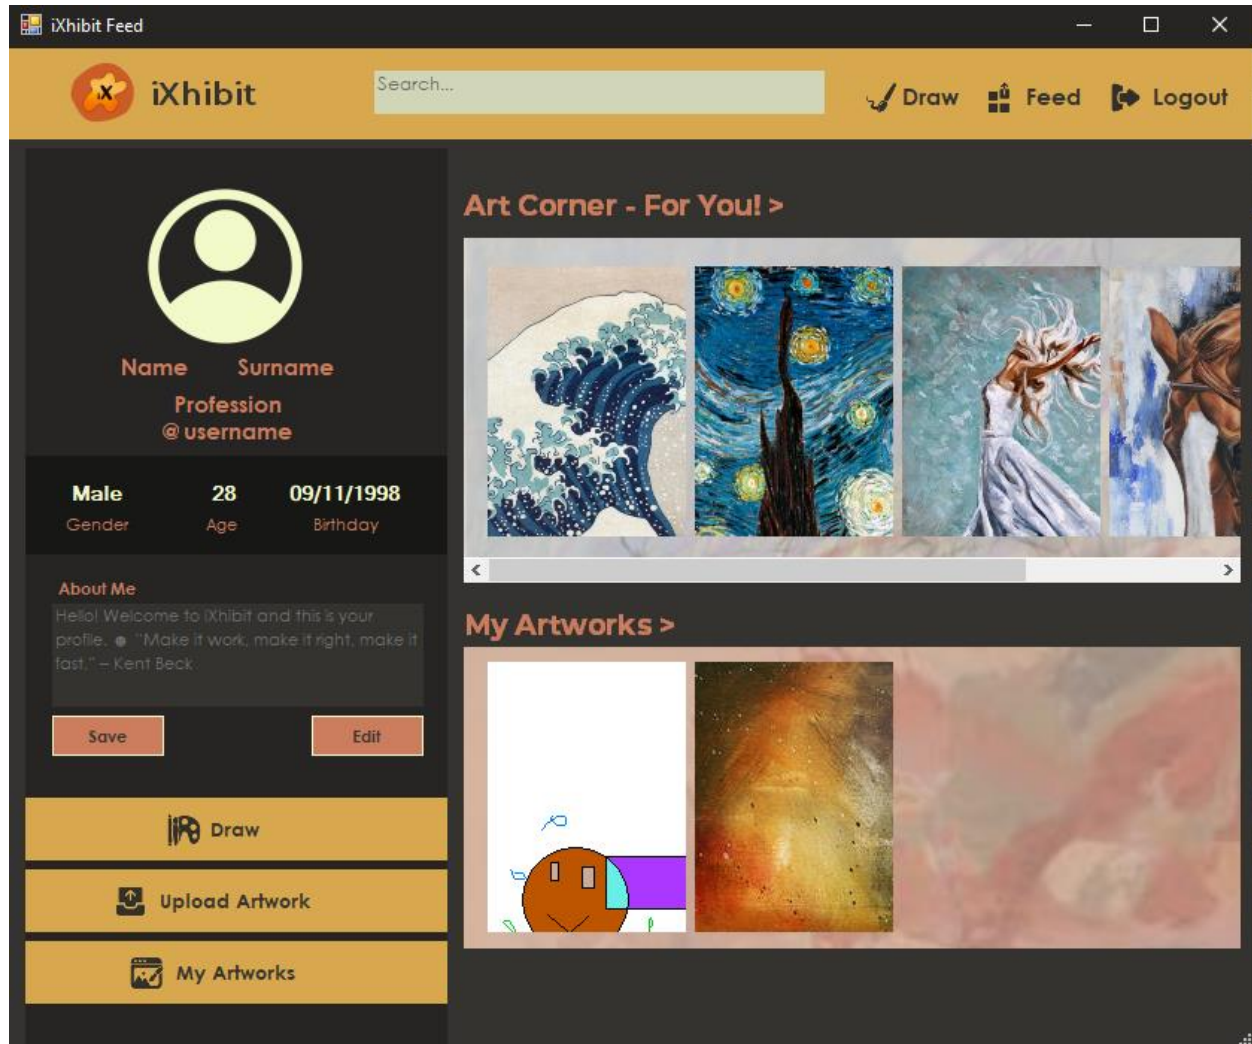 iXhibit Feed
iX
iXhibit
Search...
Draw
Feed
Logout
Name Surname
Profession
@username
Male 28 09/11/1998
Gender Age Birthday
About Me
Hello! Welcome to iXhibit and this is your
profile. ☻ "Make it work, make it right, make it
fast." – Kent Beck
Save
Edit
Draw
Upload Artwork
My Artworks
Art Corner - For You! >
My Artworks >